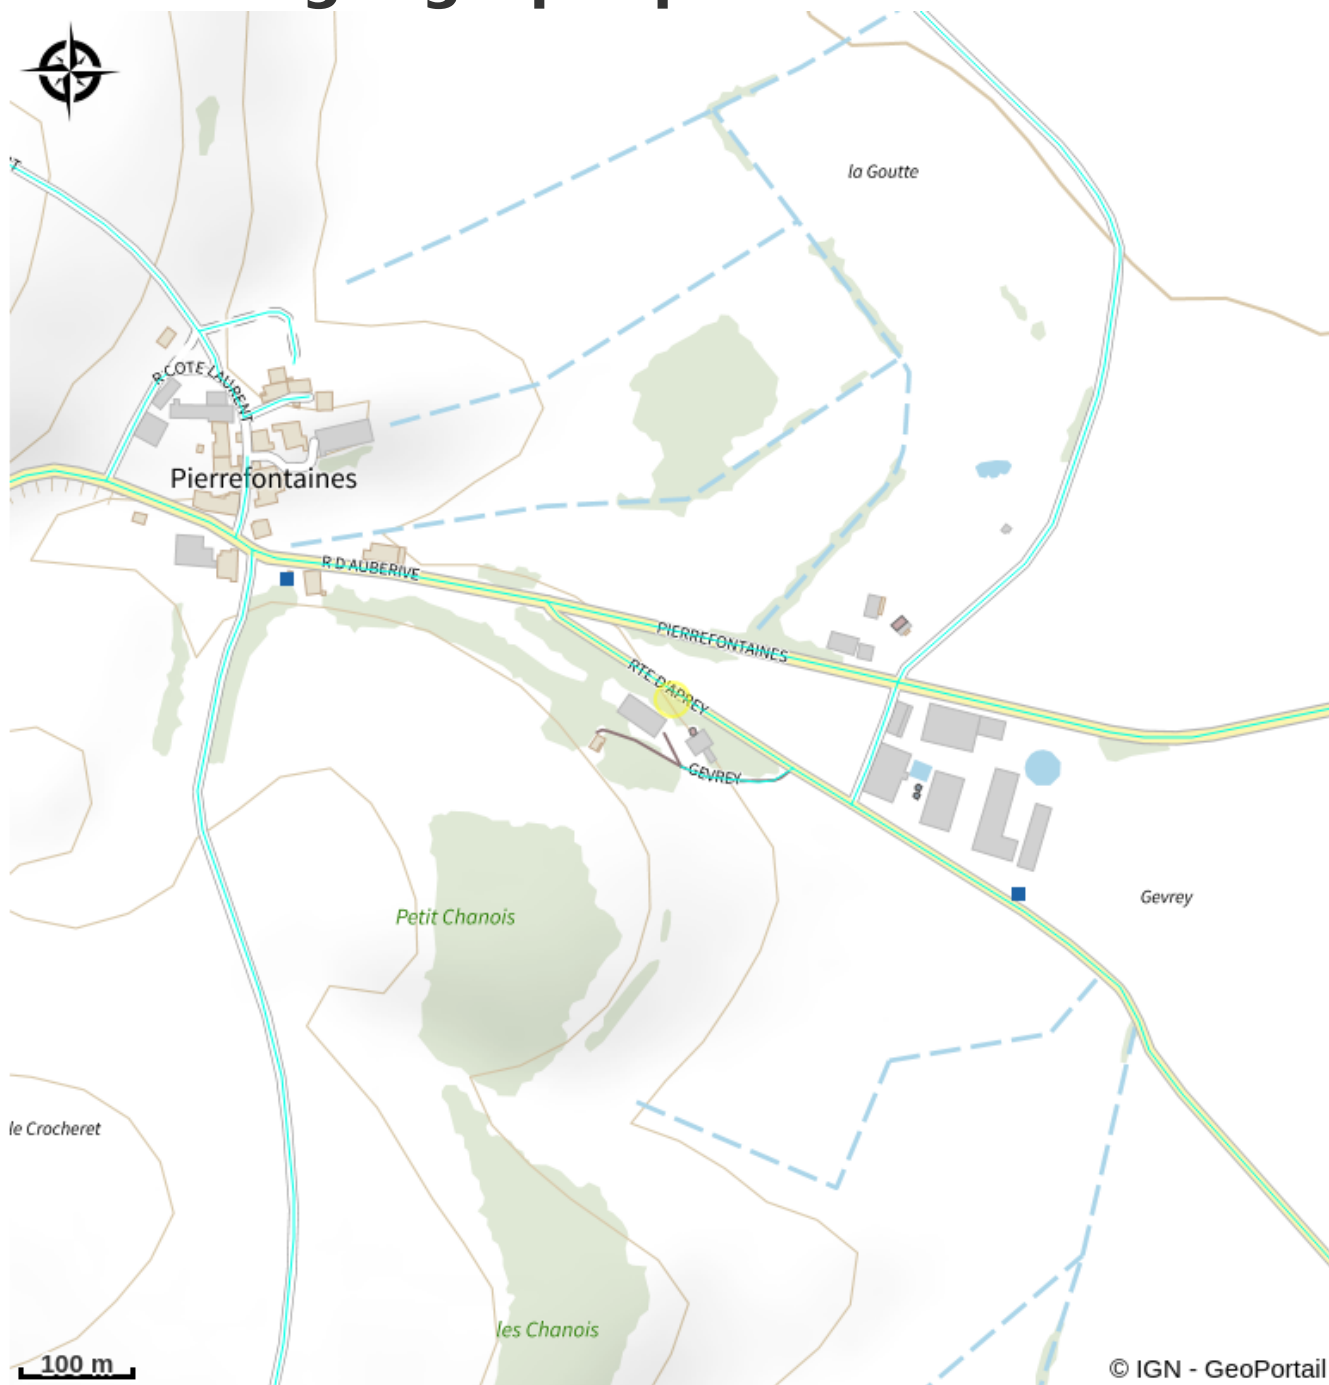 la Goutte
R COTE LAURENT
Pierrefontaines
R D AUBERIVE
PIERREFONTAINES
RTE D'APREY
GEVREY
Gevrey
Petit Chanois
le Crocheret
les Chanois
100 m
© IGN - GeoPortail